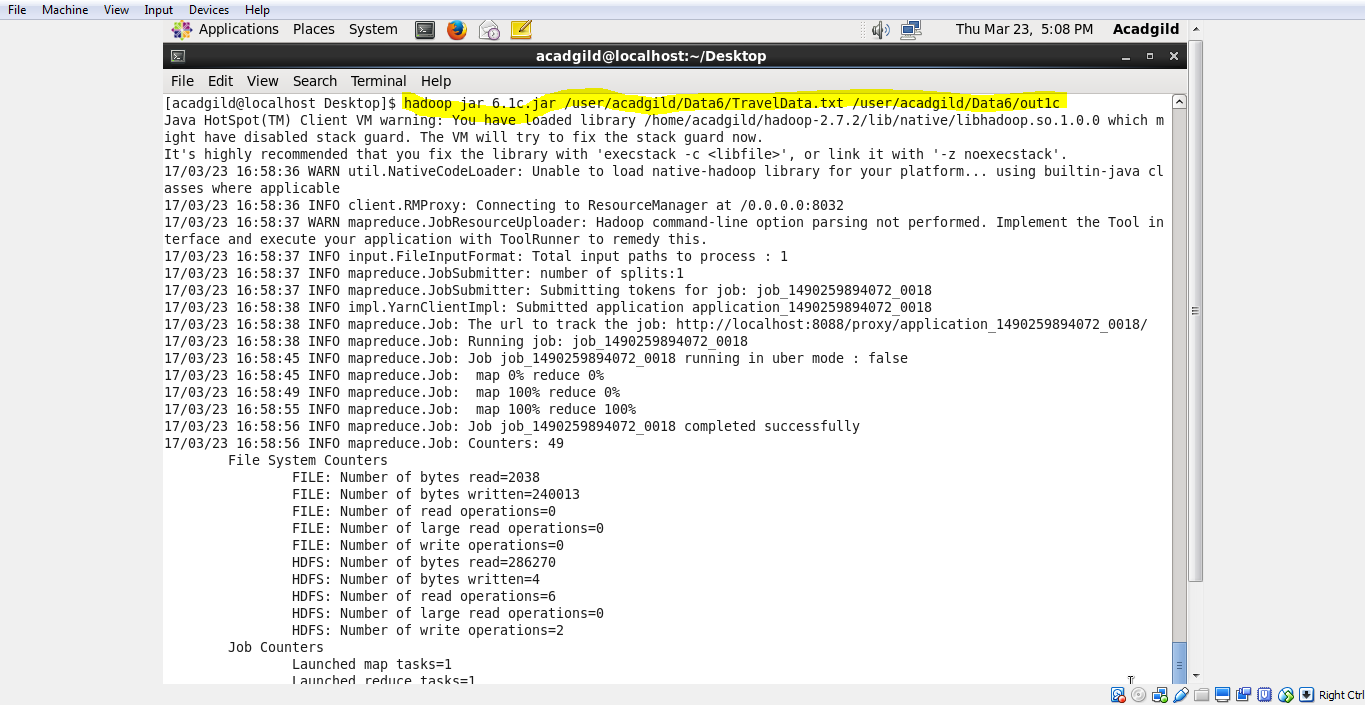 File Machine View Input Devices Help
Applications Places System Thu Mar 23, 5:08 PM Acadgild
acadgild@localhost:~/Desktop
File Edit View Search Terminal Help
[acadgild@localhost Desktop]$ hadoop jar 6.1c.jar /user/acadgild/Data6/TravelData.txt /user/acadgild/Data6/out1c
Java HotSpot(TM) Client VM warning: You have loaded library /home/acadgild/hadoop-2.7.2/lib/native/libhadoop.so.1.0.0 which m
ight have disabled stack guard. The VM will try to fix the stack guard now.
It's highly recommended that you fix the library with 'execstack -c <libfile>', or link it with '-z noexecstack'.
17/03/23 16:58:36 WARN util.NativeCodeLoader: Unable to load native-hadoop library for your platform... using builtin-java cl
asses where applicable
17/03/23 16:58:36 INFO client.RMProxy: Connecting to ResourceManager at /0.0.0.0:8032
17/03/23 16:58:37 WARN mapreduce.JobResourceUploader: Hadoop command-line option parsing not performed. Implement the Tool in
terface and execute your application with ToolRunner to remedy this.
17/03/23 16:58:37 INFO input.FileInputFormat: Total input paths to process : 1
17/03/23 16:58:37 INFO mapreduce.JobSubmitter: number of splits:1
17/03/23 16:58:37 INFO mapreduce.JobSubmitter: Submitting tokens for job: job_1490259894072_0018
17/03/23 16:58:38 INFO impl.YarnClientImpl: Submitted application application_1490259894072_0018
17/03/23 16:58:38 INFO mapreduce.Job: The url to track the job: http://localhost:8088/proxy/application_1490259894072_0018/
17/03/23 16:58:38 INFO mapreduce.Job: Running job: job_1490259894072_0018
17/03/23 16:58:45 INFO mapreduce.Job: Job job_1490259894072_0018 running in uber mode : false
17/03/23 16:58:45 INFO mapreduce.Job:  map 0% reduce 0%
17/03/23 16:58:49 INFO mapreduce.Job:  map 100% reduce 0%
17/03/23 16:58:55 INFO mapreduce.Job:  map 100% reduce 100%
17/03/23 16:58:56 INFO mapreduce.Job: Job job_1490259894072_0018 completed successfully
17/03/23 16:58:56 INFO mapreduce.Job: Counters: 49
File System Counters
FILE: Number of bytes read=2038
FILE: Number of bytes written=240013
FILE: Number of read operations=0
FILE: Number of large read operations=0
FILE: Number of write operations=0
HDFS: Number of bytes read=286270
HDFS: Number of bytes written=4
HDFS: Number of read operations=6
HDFS: Number of large read operations=0
HDFS: Number of write operations=2
Job Counters
Launched map tasks=1
Launched reduce tasks=1
Right Ctrl